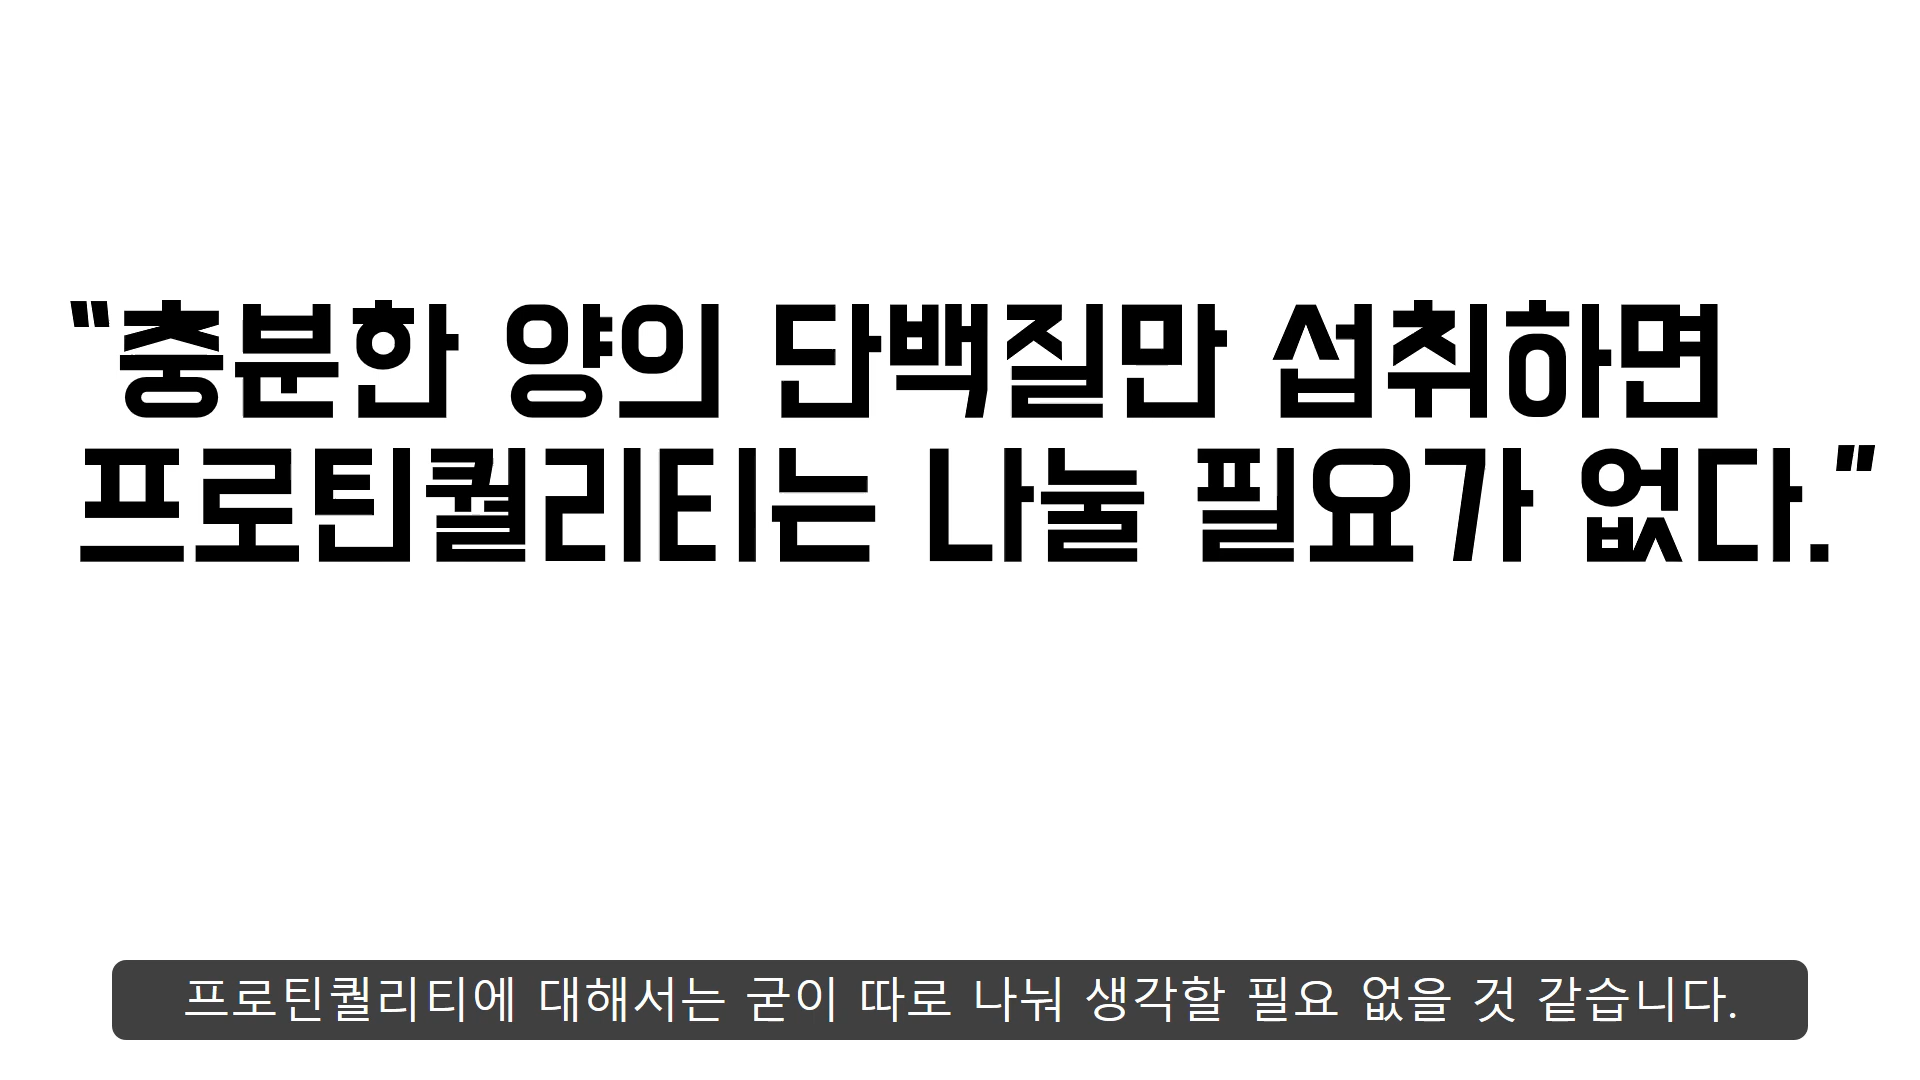 “충분한 양의 단백질만 섭취하면
프로틴퀄리티는 나눌 필요가 없다.”
프로틴퀄리티에 대해서는 굳이 따로 나눠 생각할 필요 없을 것 같습니다.